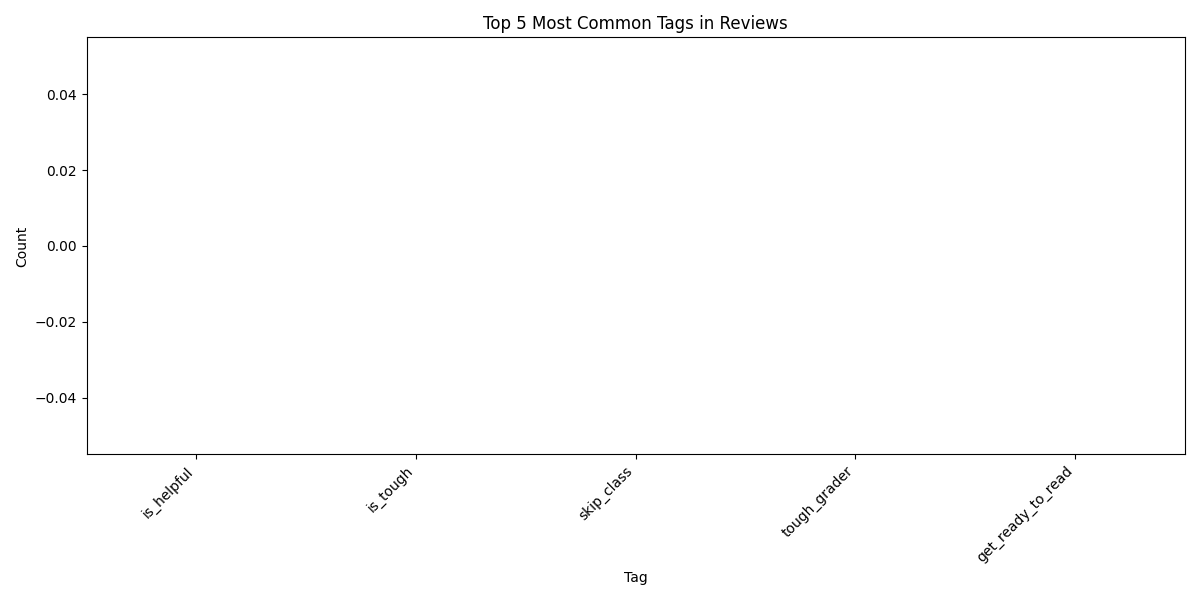 Top 5 Most Common Tags in Reviews
0.04
0.02
0.00
−0.02
−0.04
Count
is_helpful
is_tough
skip_class
tough_grader
get_ready_to_read
Tag